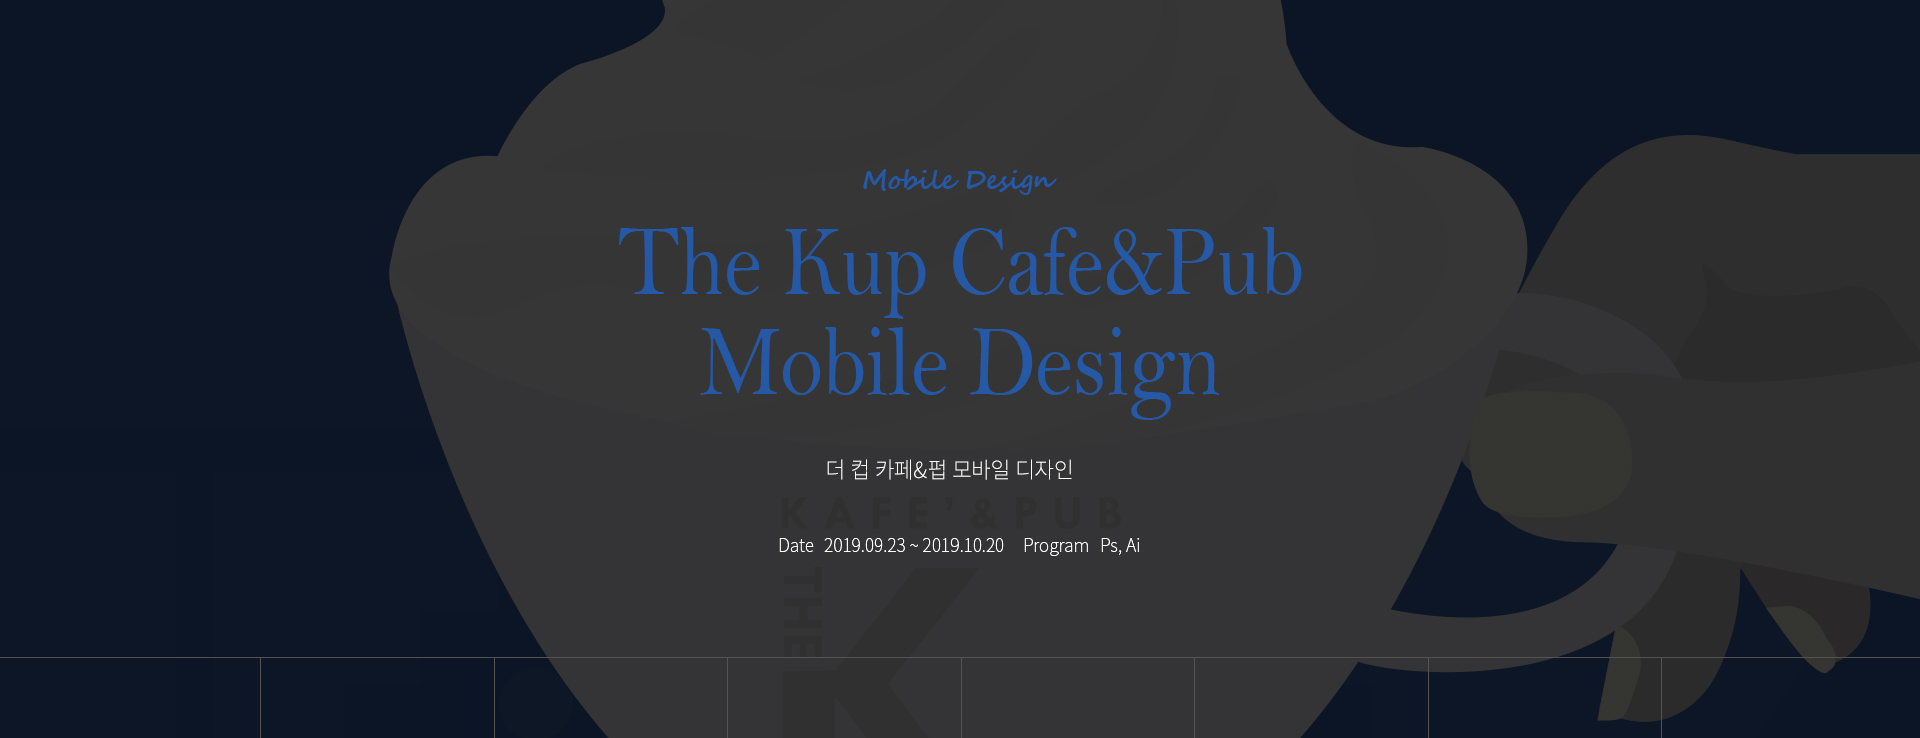 Mobile Design
The Kup Cafe&Pub
Mobile Design
더 컵 카페&펍 모바일 디자인
KAFE'&PUB
Date 2019.09.23 ~ 2019.10.20 Program Ps, Ai
THE
K